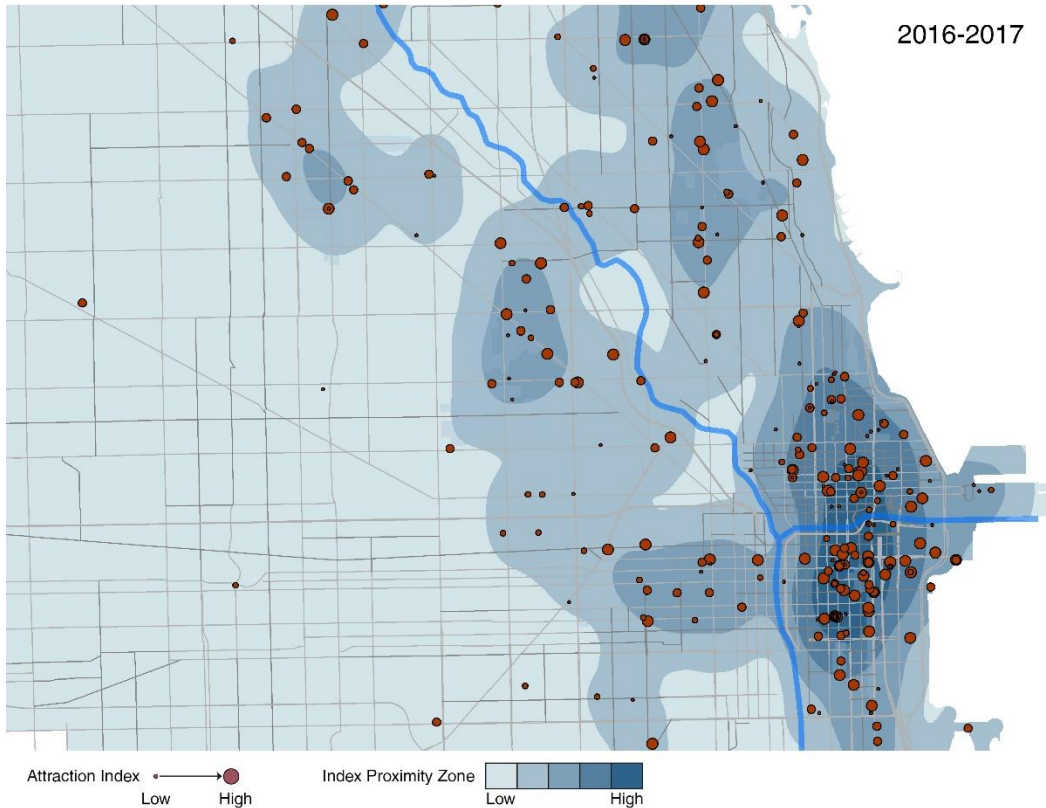 2016-2017
Attraction Index
Low
High
Index Proximity Zone
Low
High